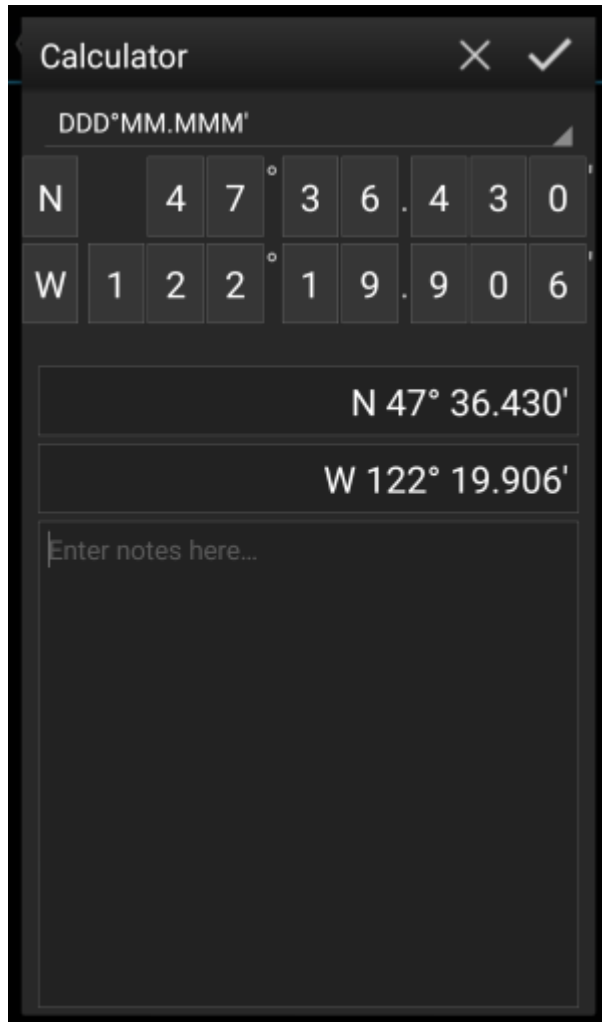 Calculator
DDD°MM.MMM'
N 4 7 ° 3 6 . 4 3 0 '
W 1 2 2 ° 1 9 . 9 0 6 '
N 47° 36.430'
W 122° 19.906'
Enter notes here...